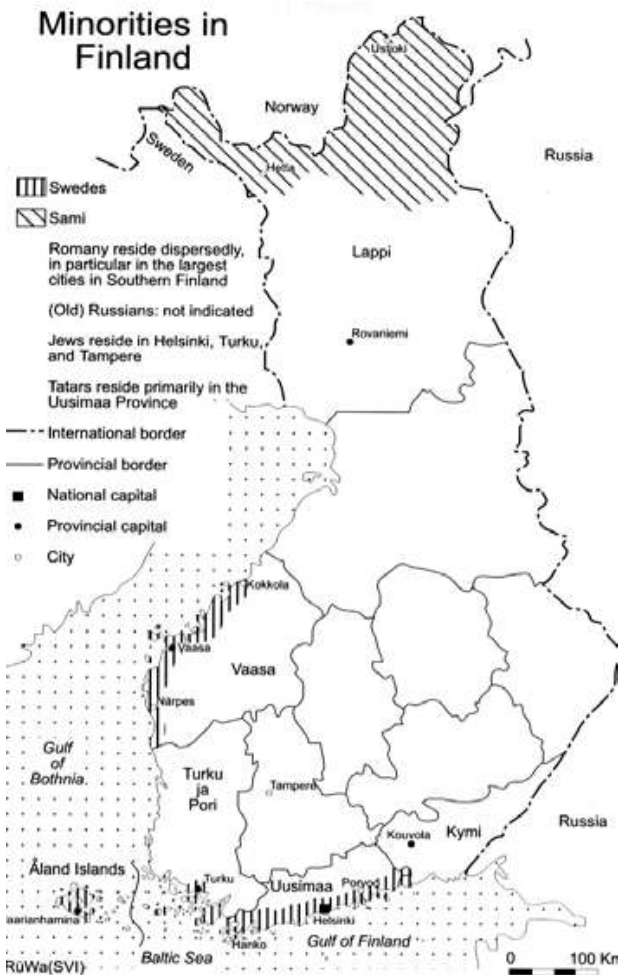 Minorities in
Finland
Ustjoki
Norway
Sweden
Hetta
Russia
Swedes
Sami
Lappi
Romany reside dispersedly,
in particular in the largest
cities in Southern Finland
(Old) Russians: not indicated
Rovaniemi
Jews reside in Helsinki, Turku,
and Tampere
Tatars reside primarily in the
Uusimaa Province
International border
Provincial border
National capital
Provincial capital
City
Kokkola
Vaasa
Vaasa
Närpes
Gulf
of
Bothnia
Turku
ja
Pori
Tampere
Kouvola
Kymi
Russia
Åland Islands
Turku
Uusimaa
Porvoo
aarianhamina
Helsinki
Hanko
Gulf of Finland
Baltic Sea
RüWa(SVI)
0 100 Km